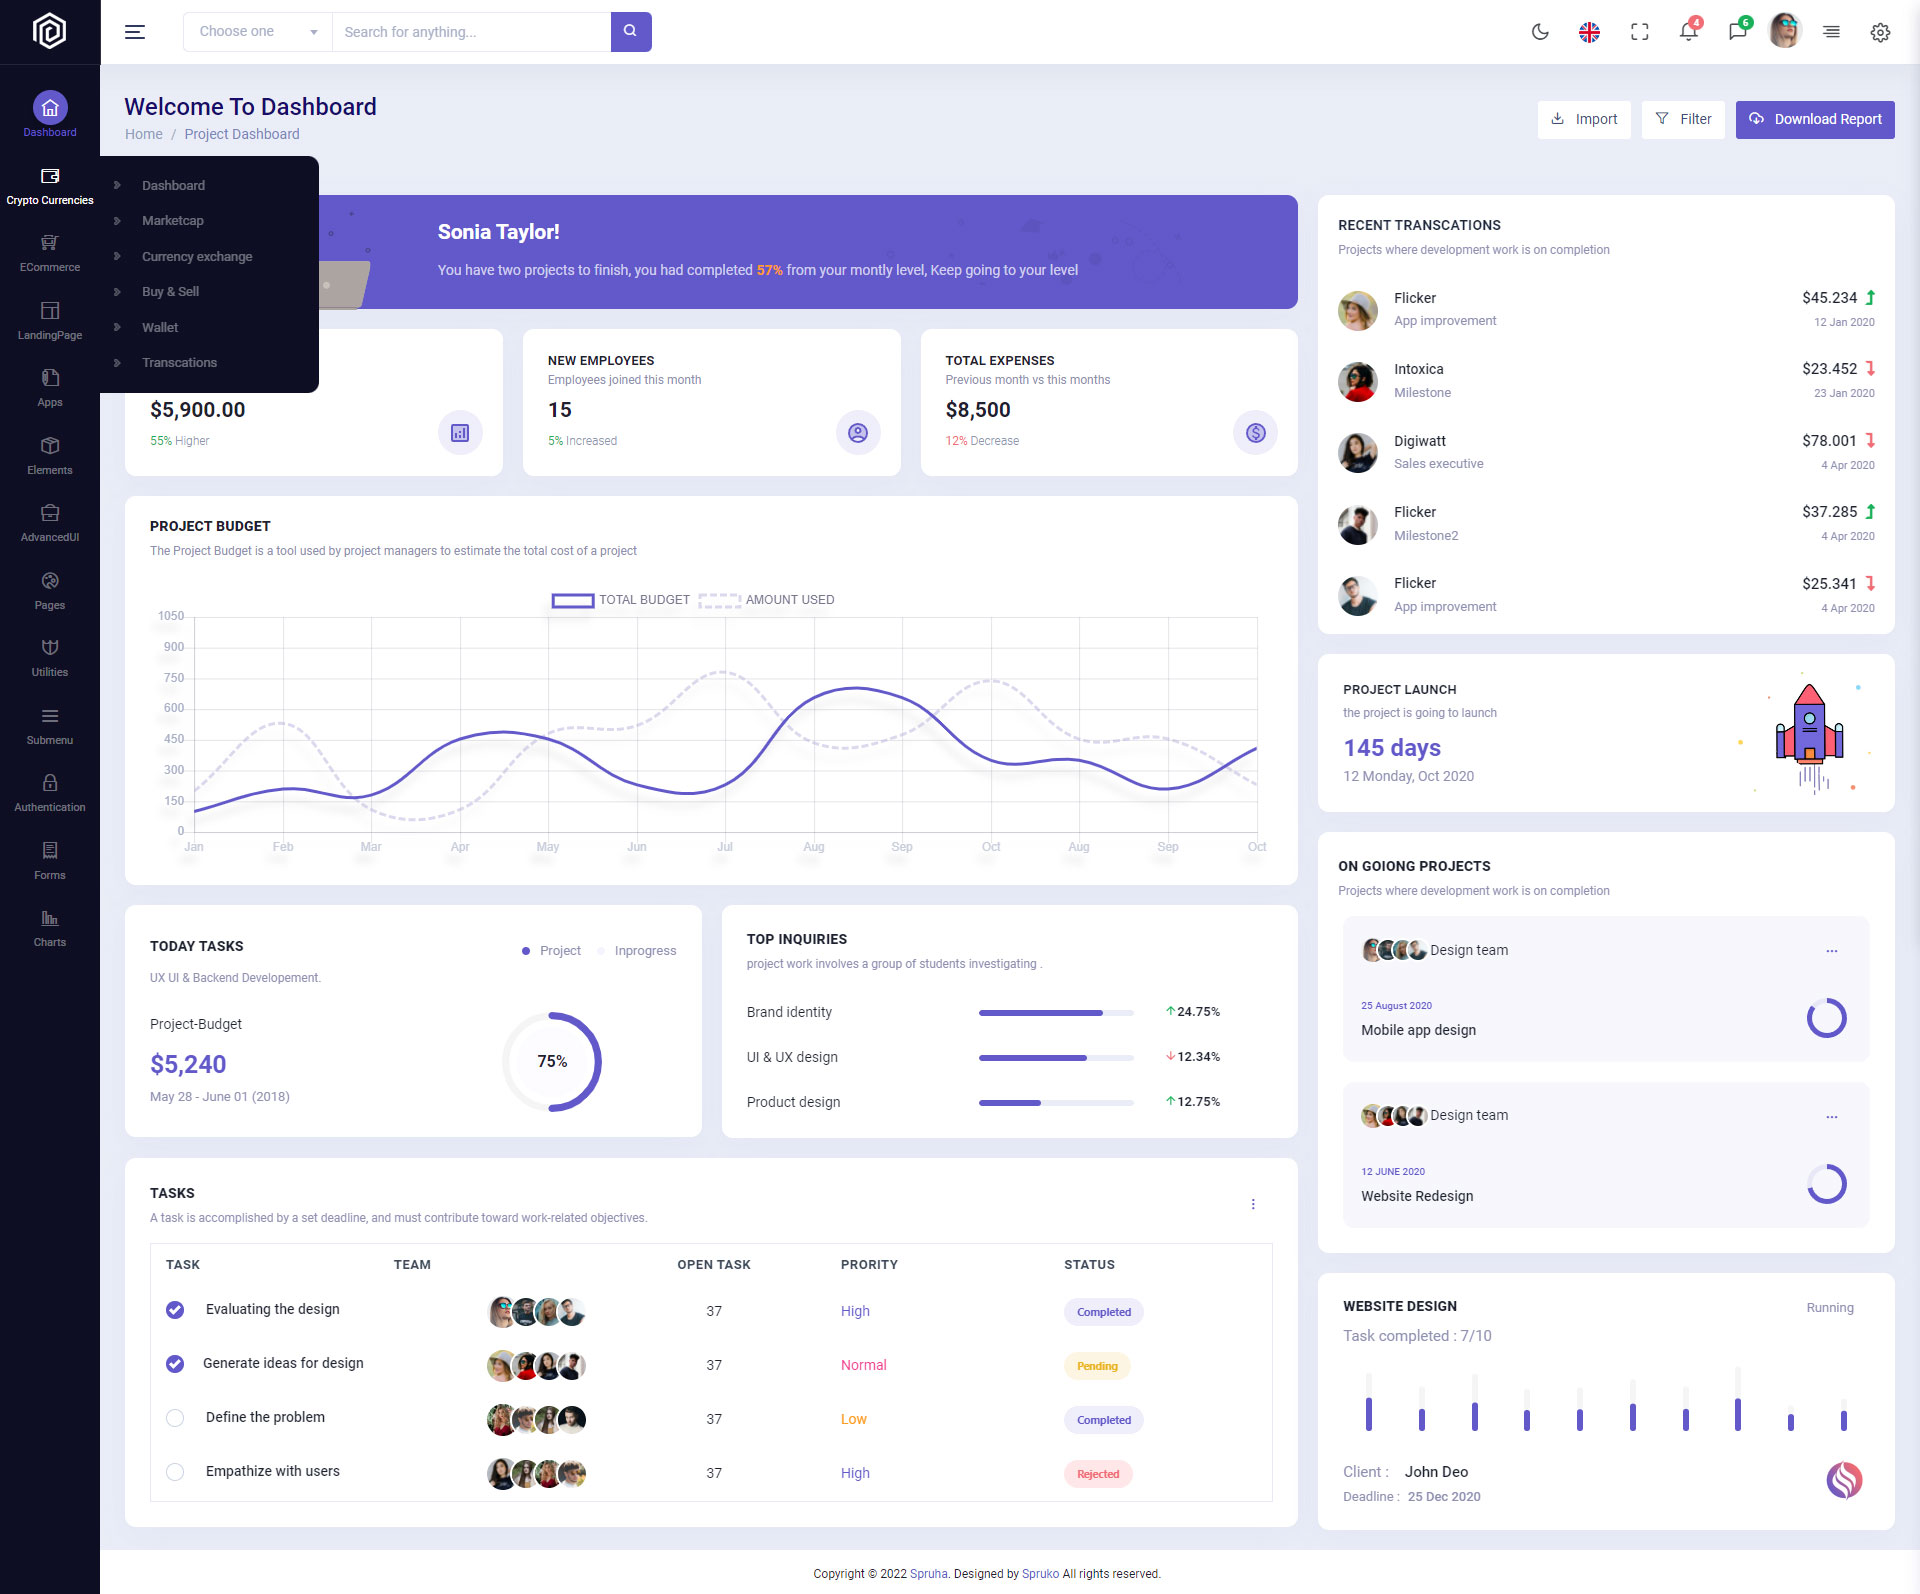 Choose one
Search for anything...
4
6
Dashboard
Crypto Currencies
ECommerce
LandingPage
Apps
Elements
AdvancedUI
Pages
Utilities
Submenu
Authentication
Forms
Charts
Dashboard
Marketcap
Currency exchange
Buy & Sell
Wallet
Transcations
Welcome To Dashboard
Home / Project Dashboard
Import
Filter
Download Report
Sonia Taylor!
You have two projects to finish, you had completed 57% from your montly level, Keep going to your level
$5,900.00
55% Higher
NEW EMPLOYEES
Employees joined this month
15
5% Increased
TOTAL EXPENSES
Previous month vs this months
$8,500
12% Decrease
PROJECT BUDGET
The Project Budget is a tool used by project managers to estimate the total cost of a project
TOTAL BUDGET AMOUNT USED
1050
900
750
600
450
300
150
0
Jan Feb Mar Apr May Jun Jul Aug Sep Oct Aug Sep Oct
TODAY TASKS
Project Inprogress
UX UI & Backend Developement.
Project-Budget
$5,240
May 28 - June 01 (2018)
75%
TOP INQUIRIES
project work involves a group of students investigating .
Brand identity 24.75%
UI & UX design 12.34%
Product design 12.75%
TASKS
A task is accomplished by a set deadline, and must contribute toward work-related objectives.
TASK TEAM OPEN TASK PRORITY STATUS
Evaluating the design 37 High Completed
Generate ideas for design 37 Normal Pending
Define the problem 37 Low Completed
Empathize with users 37 High Rejected
RECENT TRANSCATIONS
Projects where development work is on completion
Flicker $45.234
App improvement 12 Jan 2020
Intoxica $23.452
Milestone 23 Jan 2020
Digiwatt $78.001
Sales executive 4 Apr 2020
Flicker $37.285
Milestone2 4 Apr 2020
Flicker $25.341
App improvement 4 Apr 2020
PROJECT LAUNCH
the project is going to launch
145 days
12 Monday, Oct 2020
ON GOIONG PROJECTS
Projects where development work is on completion
Design team
25 August 2020
Mobile app design
Design team
12 JUNE 2020
Website Redesign
WEBSITE DESIGN
Running
Task completed : 7/10
Client : John Deo
Deadline : 25 Dec 2020
Copyright © 2022 Spruha. Designed by Spruko All rights reserved.